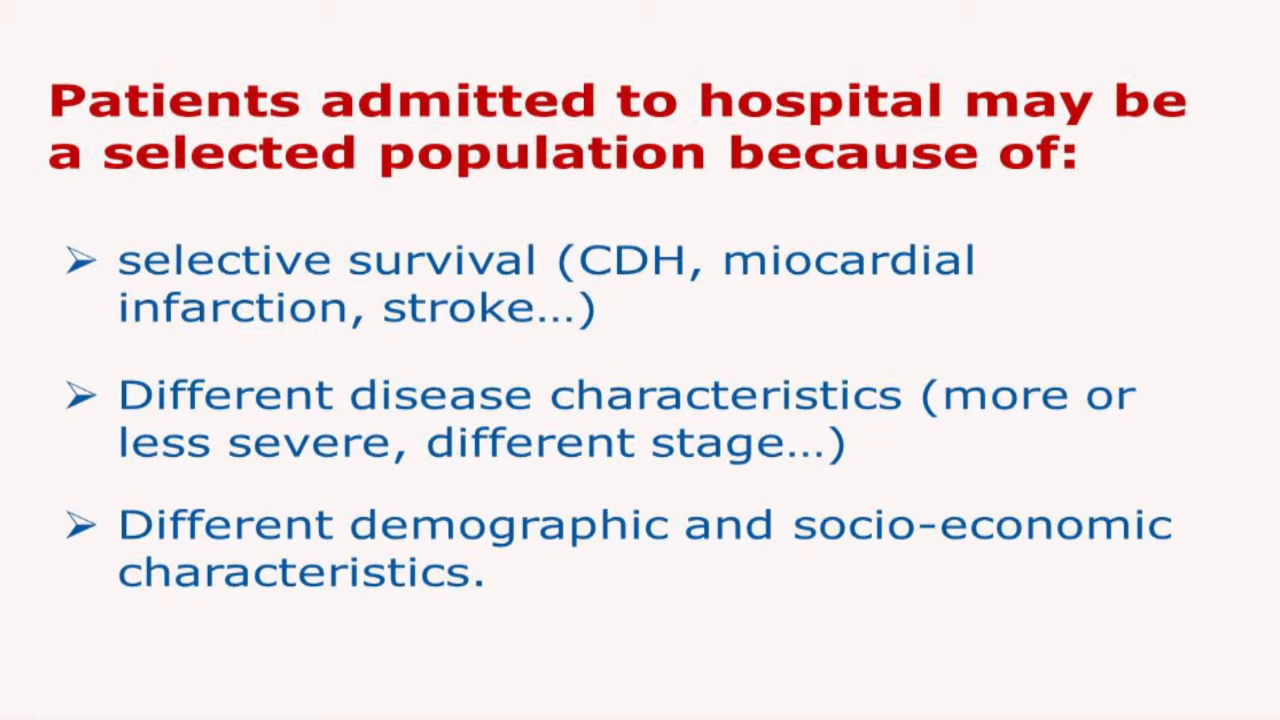 Patients admitted to hospital may be
a selected population because of:
➢ selective survival (CDH, miocardial
infarction, stroke…)
➢ Different disease characteristics (more or
less severe, different stage…)
➢ Different demographic and socio-economic
characteristics.